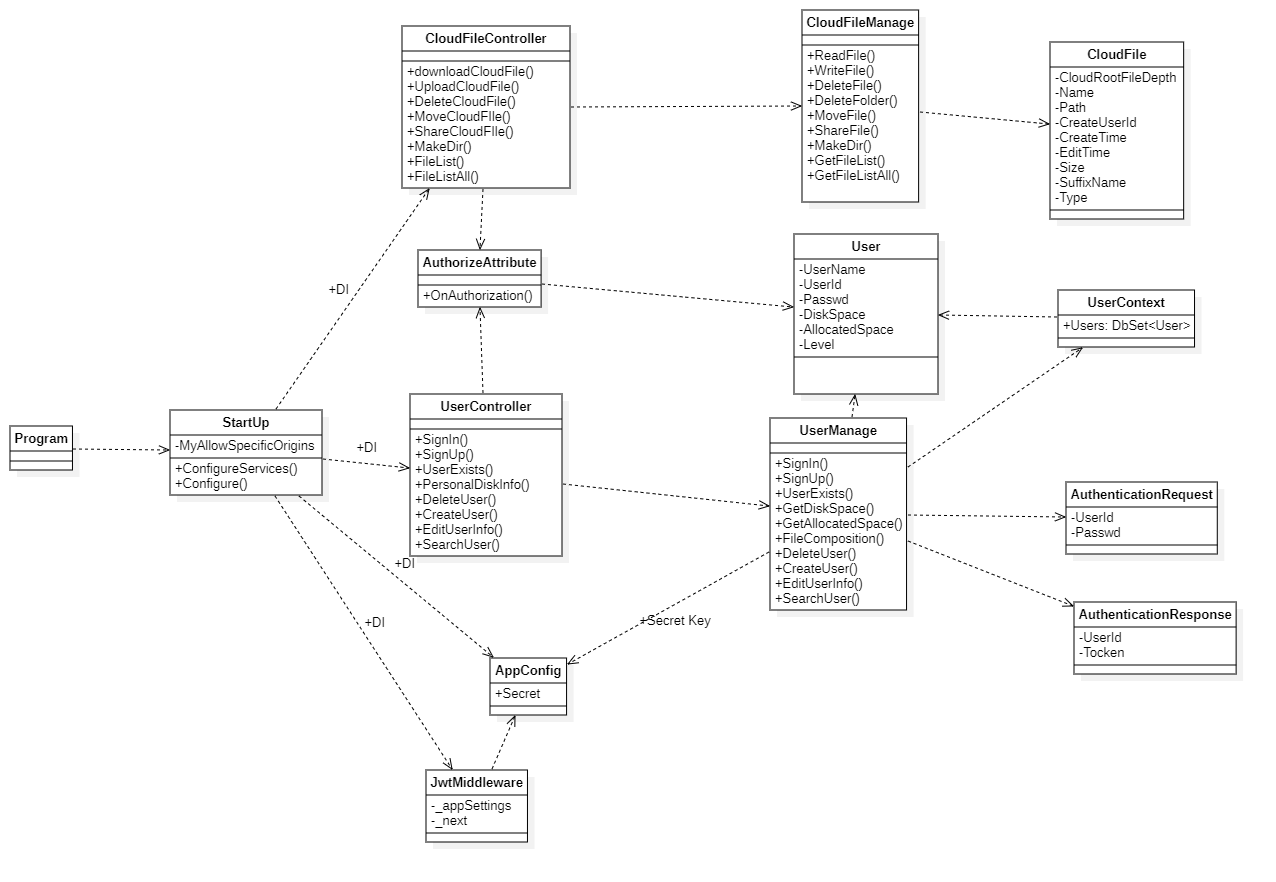 CloudFileController
+downloadCloudFile()
+UploadCloudFile()
+DeleteCloudFile()
+MoveCloudFIle()
+ShareCloudFIle()
+MakeDir()
+FileList()
+FileListAll()
CloudFileManage
+ReadFile()
+WriteFile()
+DeleteFile()
+DeleteFolder()
+MoveFile()
+ShareFile()
+MakeDir()
+GetFileList()
+GetFileListAll()
CloudFile
-CloudRootFileDepth
-Name
-Path
-CreateUserId
-CreateTime
-EditTime
-Size
-SuffixName
-Type
AuthorizeAttribute
+OnAuthorization()
User
-UserName
-UserId
-Passwd
-DiskSpace
-AllocatedSpace
-Level
UserContext
+Users: DbSet<User>
+DI
Program
StartUp
-MyAllowSpecificOrigins
+ConfigureServices()
+Configure()
+DI
UserController
+SignIn()
+SignUp()
+UserExists()
+PersonalDiskInfo()
+DeleteUser()
+CreateUser()
+EditUserInfo()
+SearchUser()
UserManage
+SignIn()
+SignUp()
+UserExists()
+GetDiskSpace()
+GetAllocatedSpace()
+FileComposition()
+DeleteUser()
+CreateUser()
+EditUserInfo()
+SearchUser()
AuthenticationRequest
-UserId
-Passwd
AuthenticationResponse
-UserId
-Tocken
+DI
+DI
+Secret Key
AppConfig
+Secret
JwtMiddleware
-_appSettings
-_next